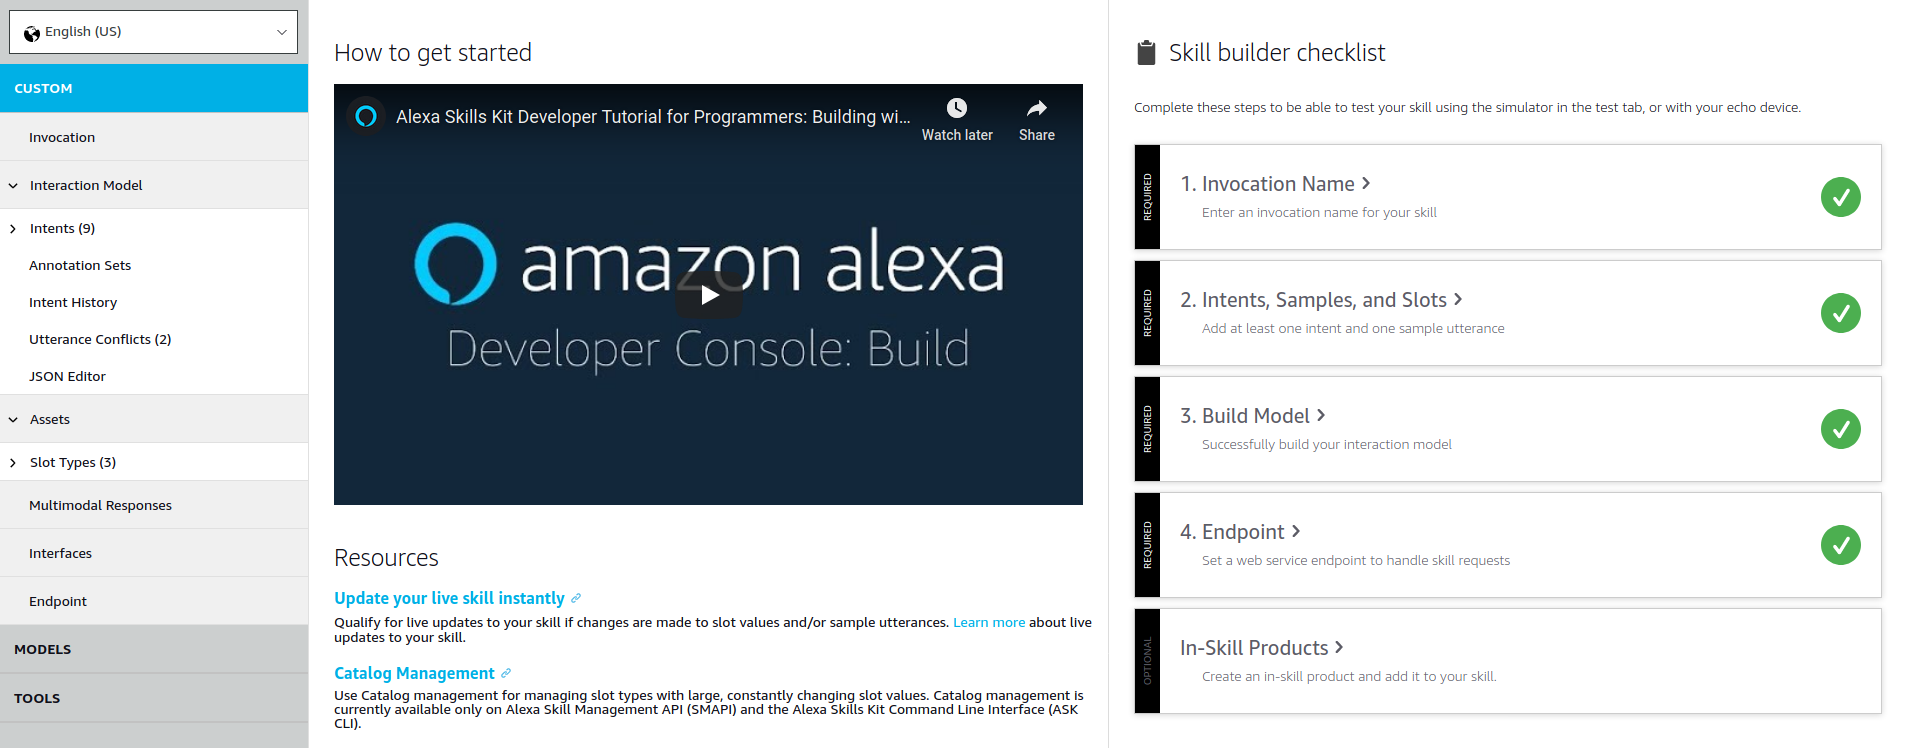 English (US)
CUSTOM
Invocation
Interaction Model
Intents (9)
Annotation Sets
Intent History
Utterance Conflicts (2)
JSON Editor
Assets
Slot Types (3)
Multimodal Responses
Interfaces
Endpoint
MODELS
TOOLS
How to get started
Alexa Skills Kit Developer Tutorial for Programmers: Building wi...
Watch later
Share
amazon alexa
Developer Console: Build
Resources
Update your live skill instantly
Qualify for live updates to your skill if changes are made to slot values and/or sample utterances. Learn more about live
updates to your skill.
Catalog Management
Use Catalog management for managing slot types with large, constantly changing slot values. Catalog management is
currently available only on Alexa Skill Management API (SMAPI) and the Alexa Skills Kit Command Line Interface (ASK
CLI).
Skill builder checklist
Complete these steps to be able to test your skill using the simulator in the test tab, or with your echo device.
REQUIRED
1. Invocation Name
Enter an invocation name for your skill
REQUIRED
2. Intents, Samples, and Slots
Add at least one intent and one sample utterance
REQUIRED
3. Build Model
Successfully build your interaction model
REQUIRED
4. Endpoint
Set a web service endpoint to handle skill requests
OPTIONAL
In-Skill Products
Create an in-skill product and add it to your skill.